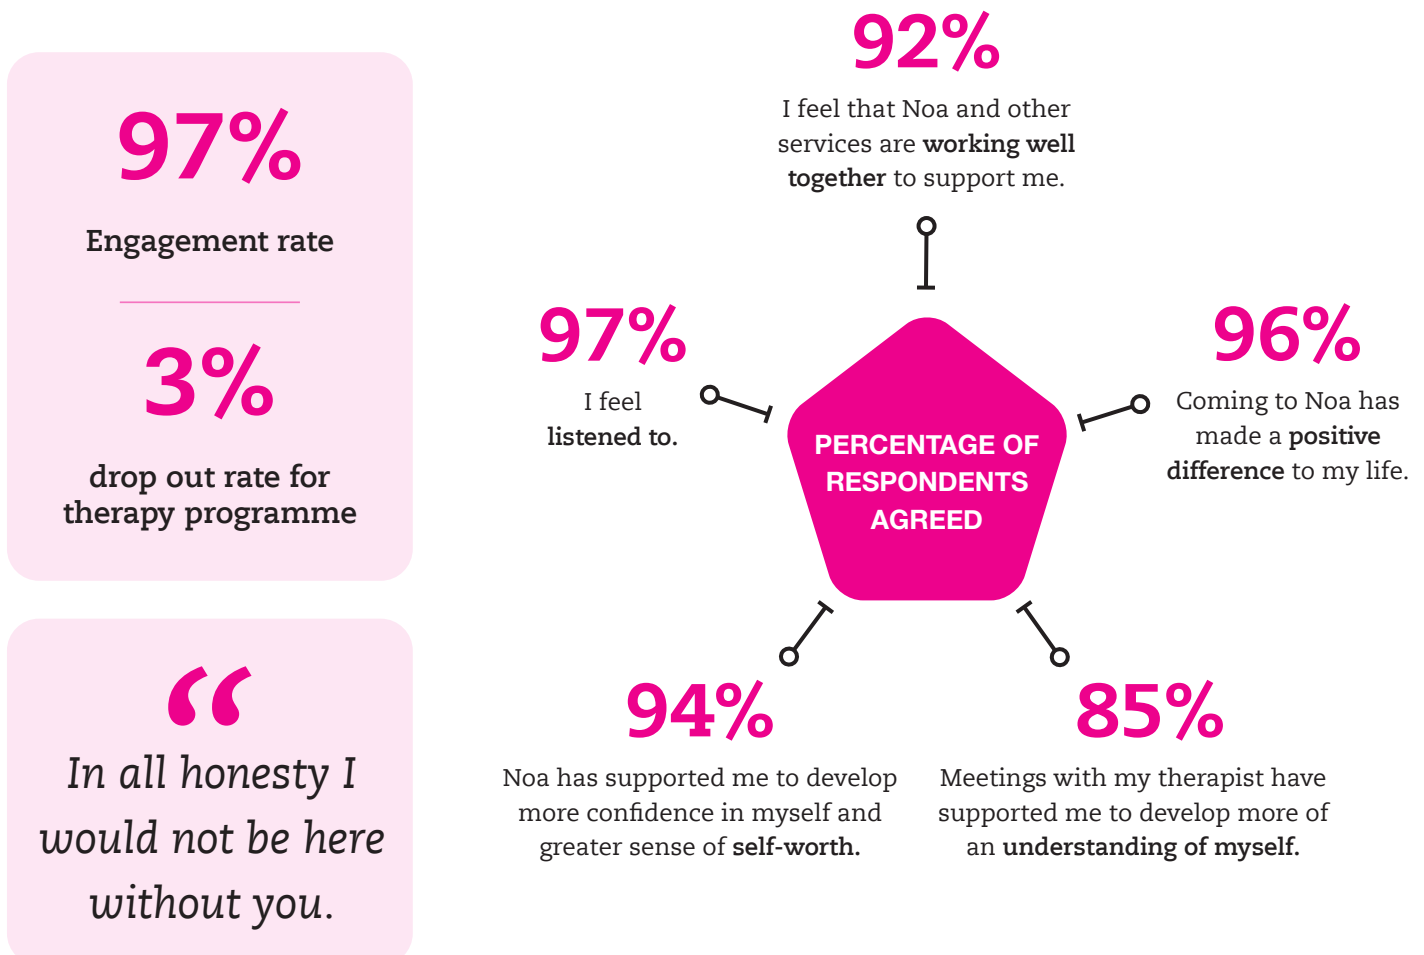 97%
Engagement rate
3%
drop out rate for
therapy programme
“
In all honesty I
would not be here
without you.
92%
I feel that Noa and other
services are working well
together to support me.
97%
I feel
listened to.
96%
Coming to Noa has
made a positive
difference to my life.
PERCENTAGE OF
RESPONDENTS
AGREED
94%
Noa has supported me to develop
more confidence in myself and
greater sense of self-worth.
85%
Meetings with my therapist have
supported me to develop more of
an understanding of myself.